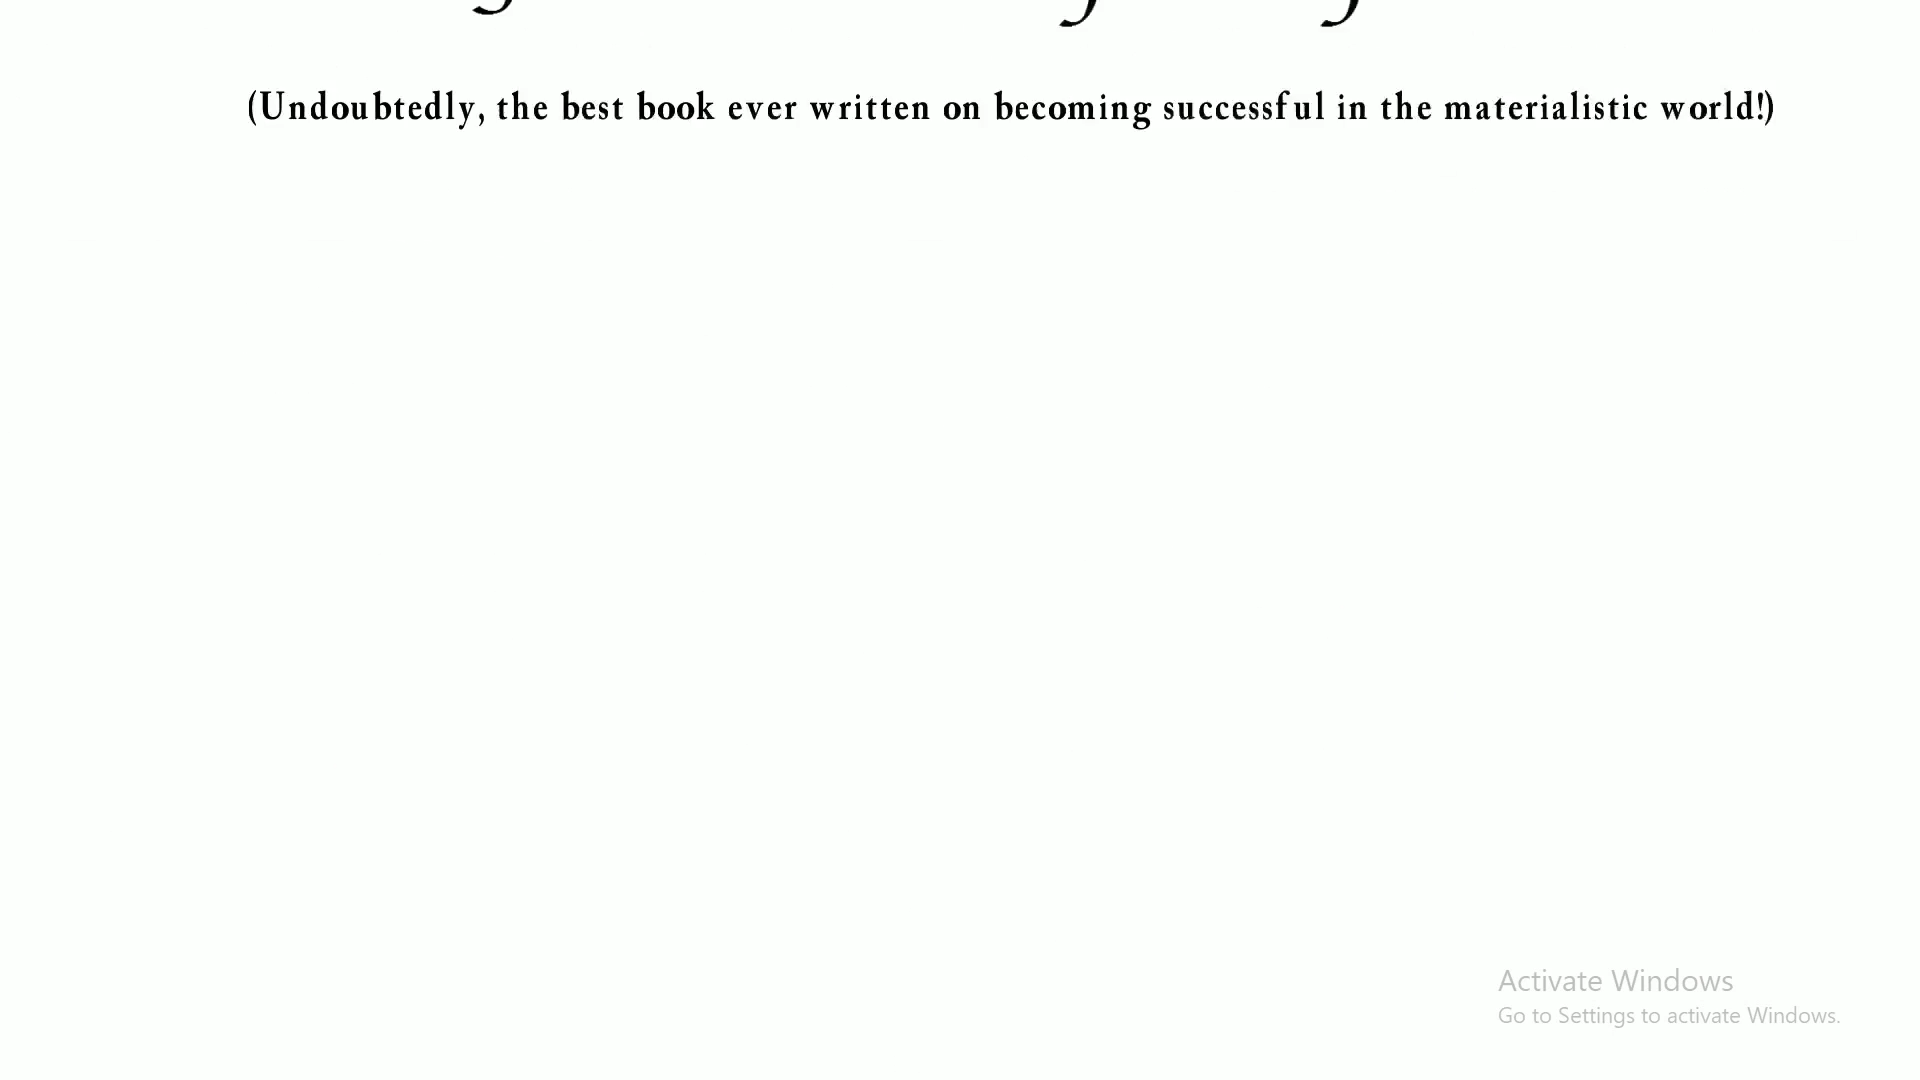 (Undoubtedly, the best book ever written on becoming successful in the materialistic world!)
Activate Windows
Go to Settings to activate Windows.